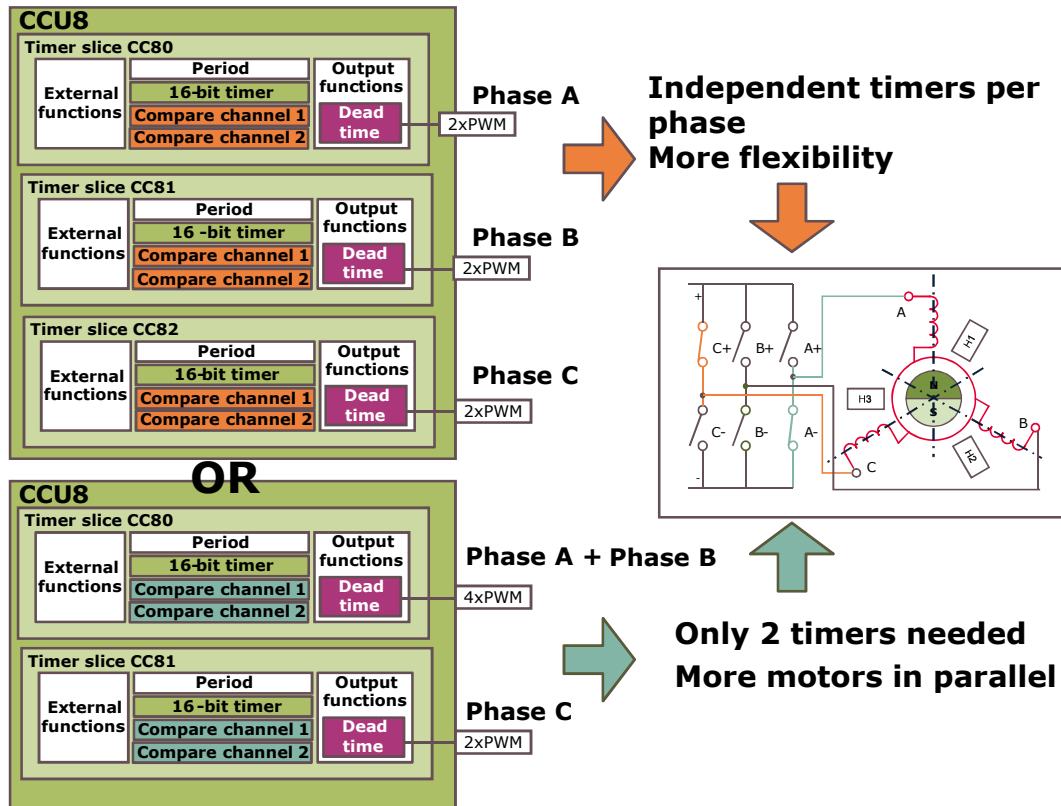 CCU8
Timer slice CC80
External
functions
Period
16-bit timer
Compare channel 1
Compare channel 2
Output
functions
Dead
time
2xPWM
Phase A
Timer slice CC81
External
functions
Period
16 -bit timer
Compare channel 1
Compare channel 2
Output
functions
Dead
time
2xPWM
Phase B
Timer slice CC82
External
functions
Period
16-bit timer
Compare channel 1
Compare channel 2
Output
functions
Dead
time
2xPWM
Phase C
Independent timers per
phase
More flexibility
+
C+
B+
A+
C-
B-
A-
-
A
H1
N
S
H3
B
H2
C
OR
CCU8
Timer slice CC80
External
functions
Period
16-bit timer
Compare channel 1
Compare channel 2
Output
functions
Dead
time
4xPWM
Phase A + Phase B
Timer slice CC81
External
functions
Period
16-bit timer
Compare channel 1
Compare channel 2
Output
functions
Dead
time
2xPWM
Phase C
Only 2 timers needed
More motors in parallel